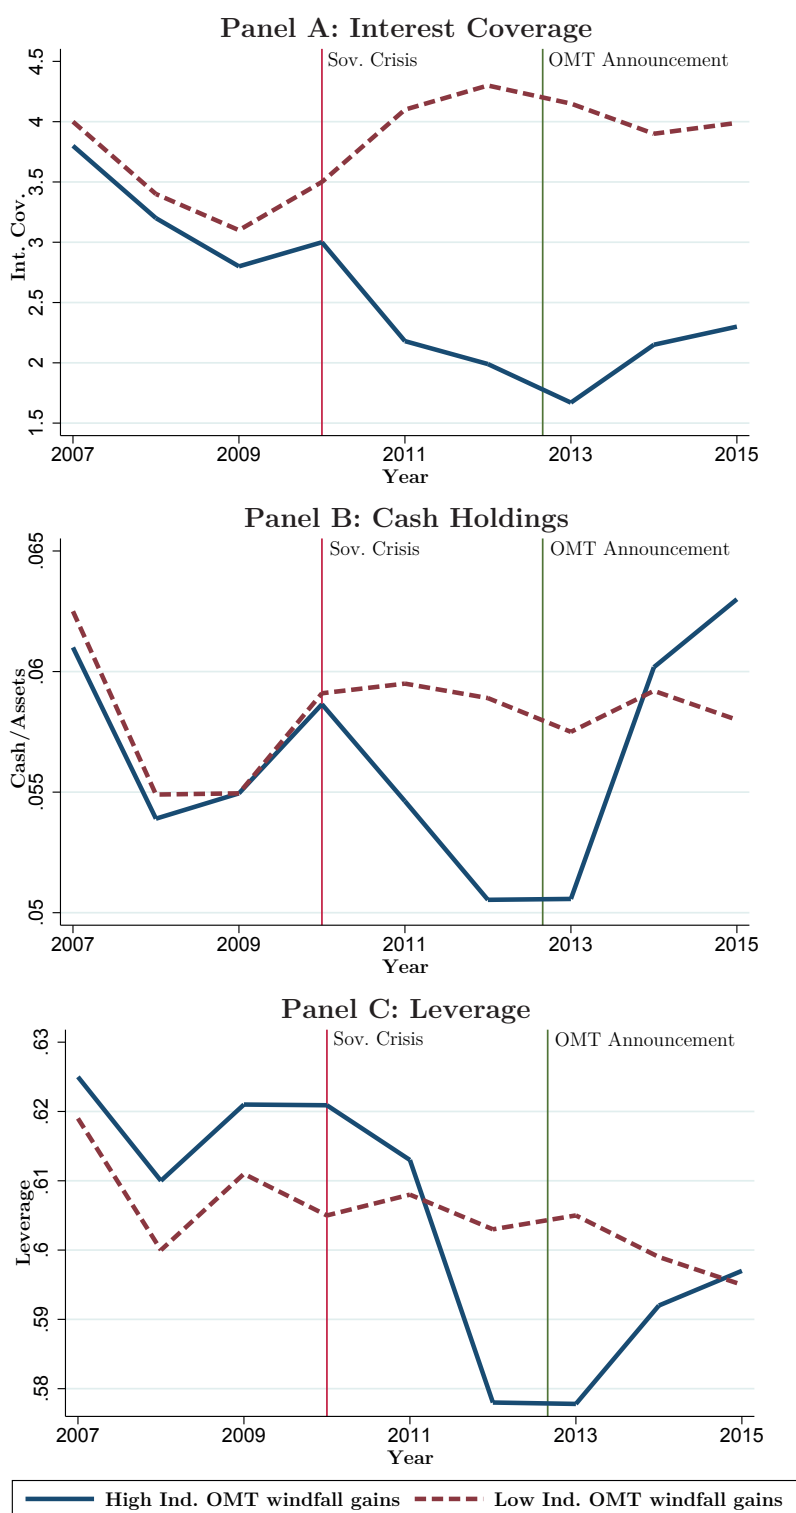 Panel A: Interest Coverage
Sov. Crisis
OMT Announcement
4.5
4
3.5
3
2.5
2
1.5
Int. Cov.
2007 2009 2011 2013 2015
Year
Panel B: Cash Holdings
Sov. Crisis
OMT Announcement
.065
.06
.055
.05
Cash/Assets
2007 2009 2011 2013 2015
Year
Panel C: Leverage
Sov. Crisis
OMT Announcement
.63
.62
.61
.6
.59
.58
Leverage
2007 2009 2011 2013 2015
Year
High Ind. OMT windfall gains Low Ind. OMT windfall gains